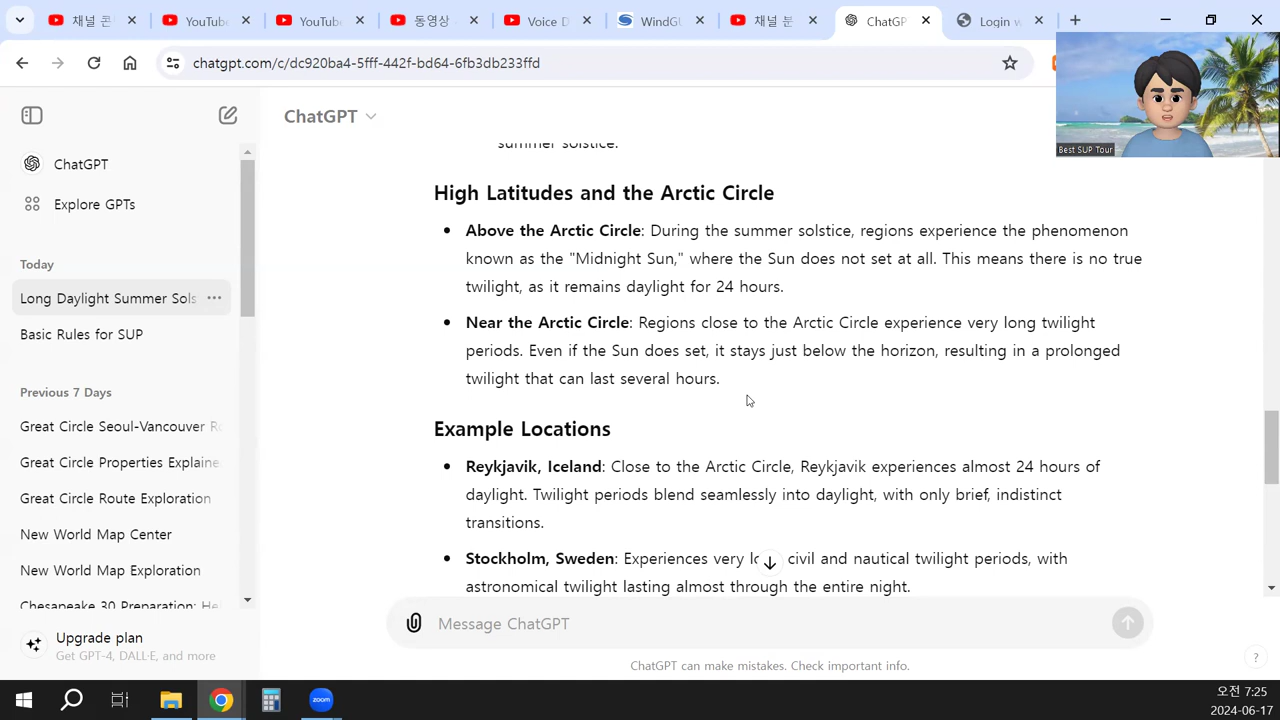 채널 콘
YouTube
YouTub
동영상
Voice D
WindGU
채널 분
ChatGP
Login w
chatgpt.com/c/dc920ba4-5fff-442f-bd64-6fb3db233ffd
Best SUP Tour
ChatGPT
ChatGPT
Explore GPTs
Today
Long Daylight Summer Sols
Basic Rules for SUP
Previous 7 Days
Great Circle Seoul-Vancouver Ro
Great Circle Properties Explaine
Great Circle Route Exploration
New World Map Center
New World Map Exploration
Chesapeake 30 Preparation: He
Upgrade plan
Get GPT-4, DALL·E, and more
summer solstice.
High Latitudes and the Arctic Circle
Above the Arctic Circle: During the summer solstice, regions experience the phenomenon
known as the "Midnight Sun," where the Sun does not set at all. This means there is no true
twilight, as it remains daylight for 24 hours.
Near the Arctic Circle: Regions close to the Arctic Circle experience very long twilight
periods. Even if the Sun does set, it stays just below the horizon, resulting in a prolonged
twilight that can last several hours.
Example Locations
Reykjavik, Iceland: Close to the Arctic Circle, Reykjavik experiences almost 24 hours of
daylight. Twilight periods blend seamlessly into daylight, with only brief, indistinct
transitions.
Stockholm, Sweden: Experiences very civil and nautical twilight periods, with
astronomical twilight lasting almost through the entire night.
Message ChatGPT
ChatGPT can make mistakes. Check important info.
?
zoom
오전 7:25
2024-06-17